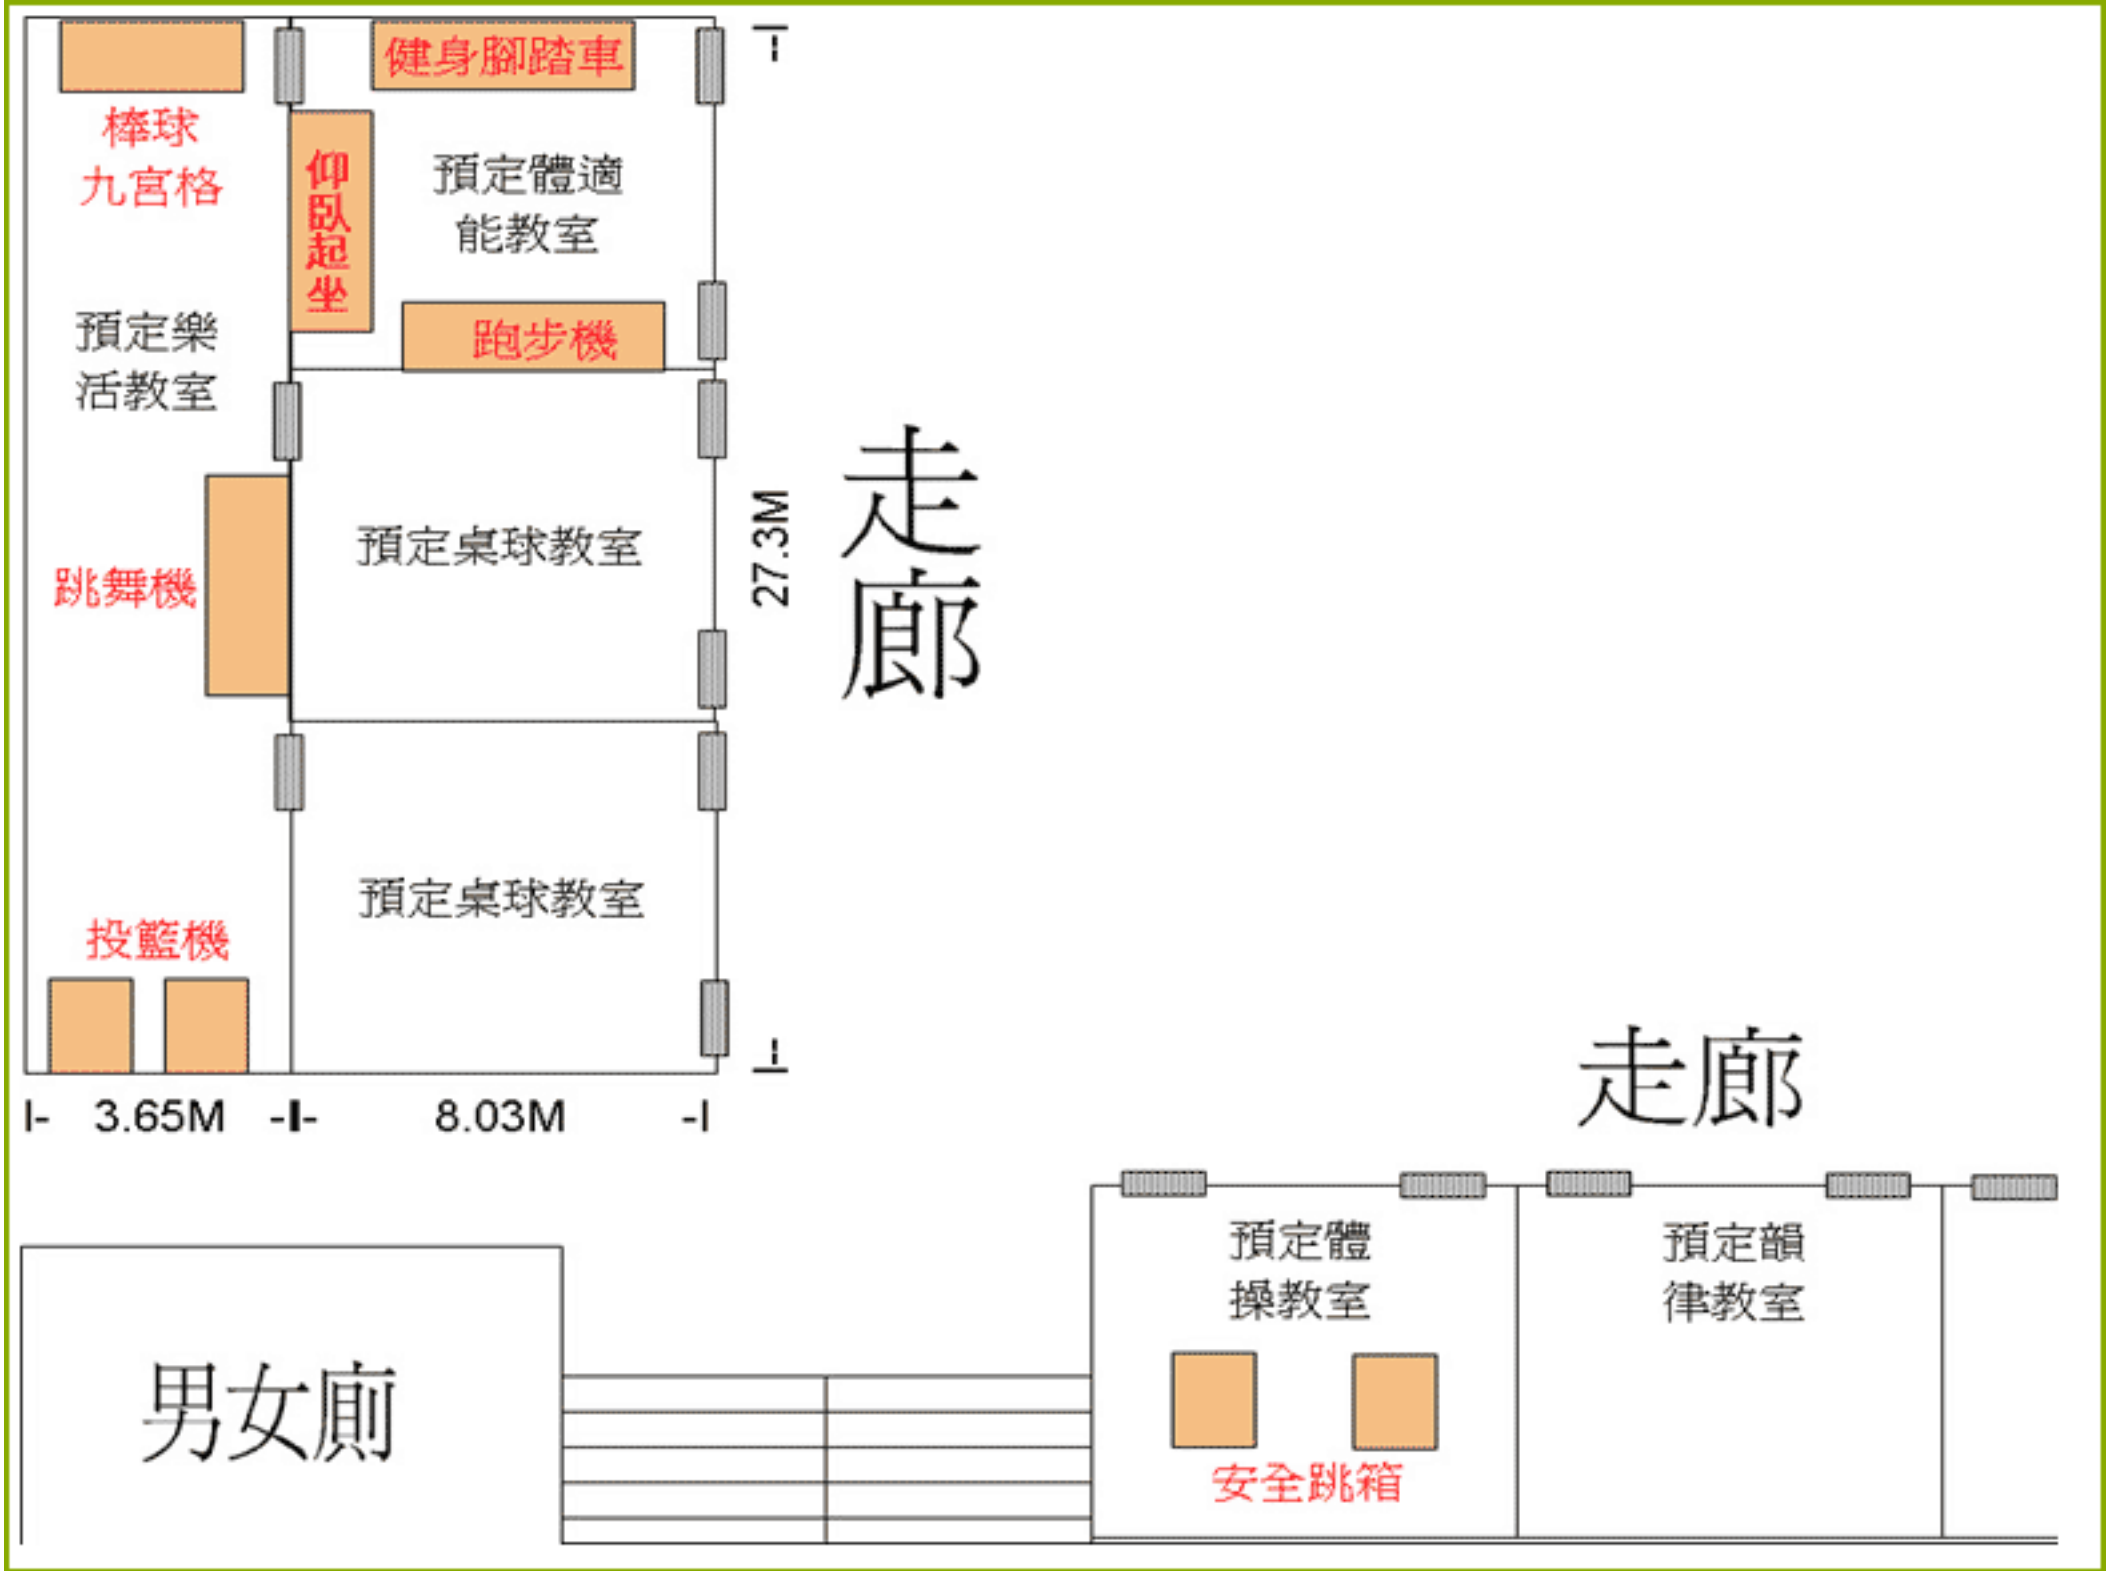 健身腳踏車
棒球
九宮格
仰臥起坐
預定體適
能教室
跑步機
預定樂
活教室
走廊
27.3M
預定桌球教室
跳舞機
預定桌球教室
投籃機
3.65M
8.03M
走廊
預定體
操教室
預定韻
律教室
男女廁
安全跳箱